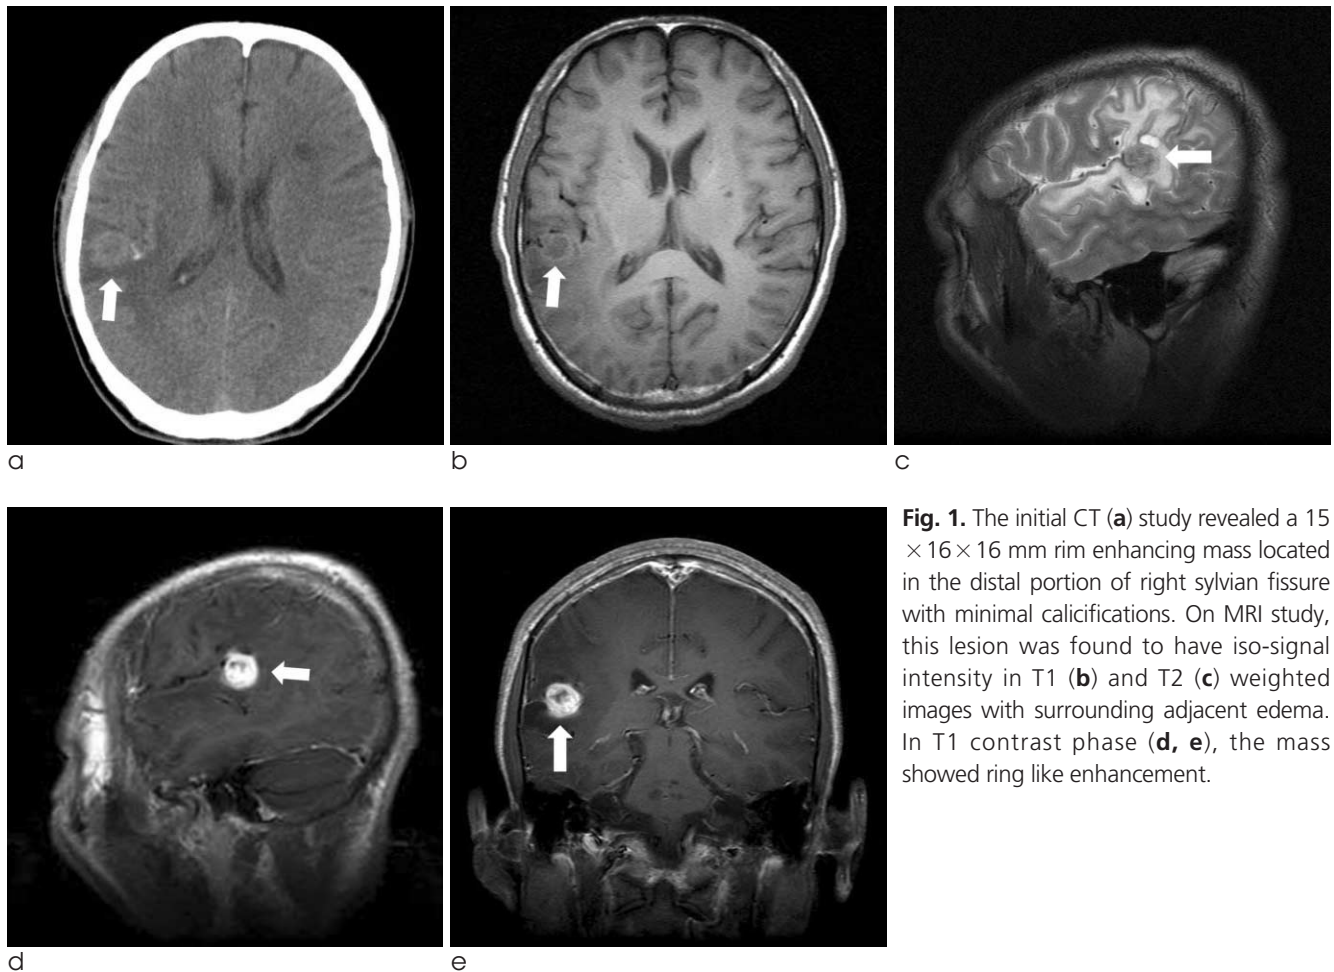 a
b
c
d
e
Fig. 1. The initial CT (a) study revealed a 15
×16×16 mm rim enhancing mass located
in the distal portion of right sylvian fissure
with minimal calicifications. On MRI study,
this lesion was found to have iso-signal
intensity in T1 (b) and T2 (c) weighted
images with surrounding adjacent edema.
In T1 contrast phase (d, e), the mass
showed ring like enhancement.